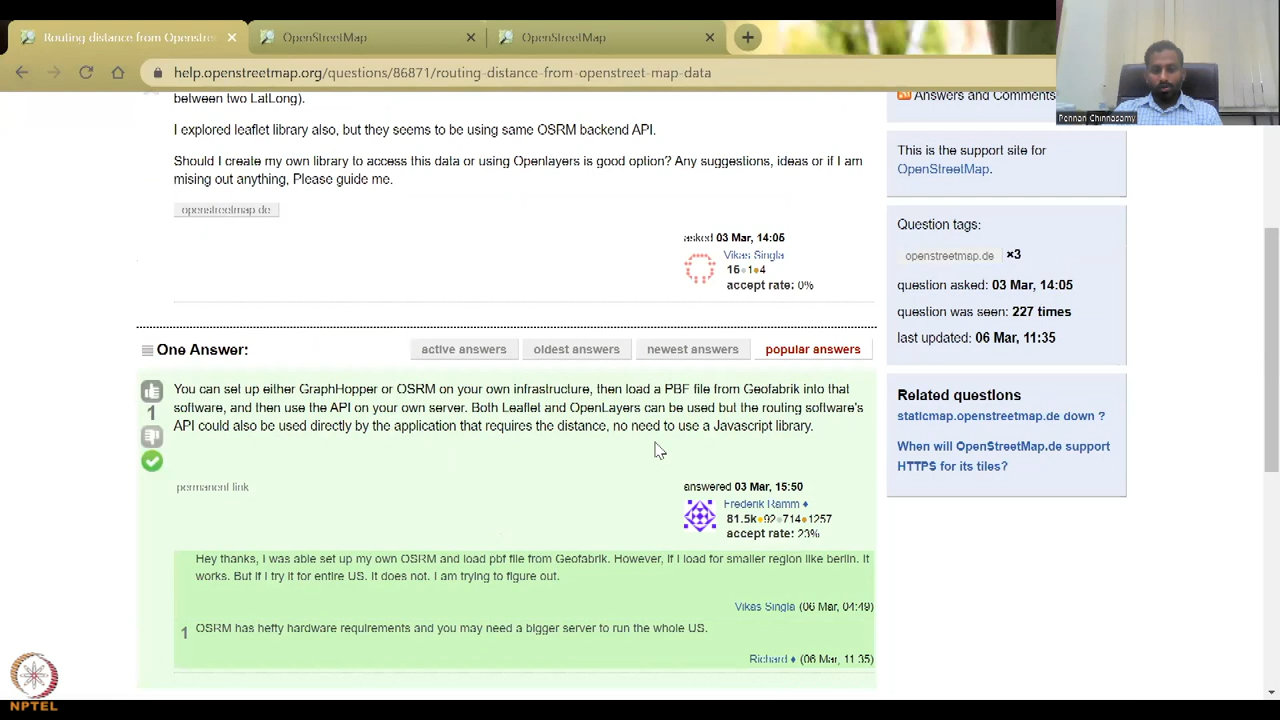 Routing distance from Openstre
OpenStreetMap
OpenStreetMap
help.openstreetmap.org/questions/86871/routing-distance-from-openstreet-map-data
Pennan Chinnasamy
between two LatLong).
I explored leaflet library also, but they seems to be using same OSRM backend API.
Should I create my own library to access this data or using Openlayers is good option? Any suggestions, ideas or if I am
mising out anything, Please guide me.
openstreetmap.de
asked 03 Mar, 14:05
Vikas Singla
16●1●4
accept rate: 0%
One Answer:
active answers
oldest answers
newest answers
popular answers
1
You can set up either GraphHopper or OSRM on your own infrastructure, then load a PBF file from Geofabrik into that
software, and then use the API on your own server. Both Leaflet and OpenLayers can be used but the routing software's
API could also be used directly by the application that requires the distance, no need to use a Javascript library.
permanent link
answered 03 Mar, 15:50
Frederik Ramm ♦
81.5k●92●714●1257
accept rate: 23%
Hey thanks, I was able set up my own OSRM and load pbf file from Geofabrik. However, if I load for smaller region like berlin. It
works. But if I try it for entire US. It does not. I am trying to figure out.
Vikas Singla (06 Mar, 04:49)
1
OSRM has hefty hardware requirements and you may need a bigger server to run the whole US.
Richard ♦ (06 Mar, 11:35)
Answers and Comments
This is the support site for
OpenStreetMap.
Question tags:
openstreetmap.de ×3
question asked: 03 Mar, 14:05
question was seen: 227 times
last updated: 06 Mar, 11:35
Related questions
staticmap.openstreetmap.de down ?
When will OpenStreetMap.de support
HTTPS for its tiles?
NPTEL